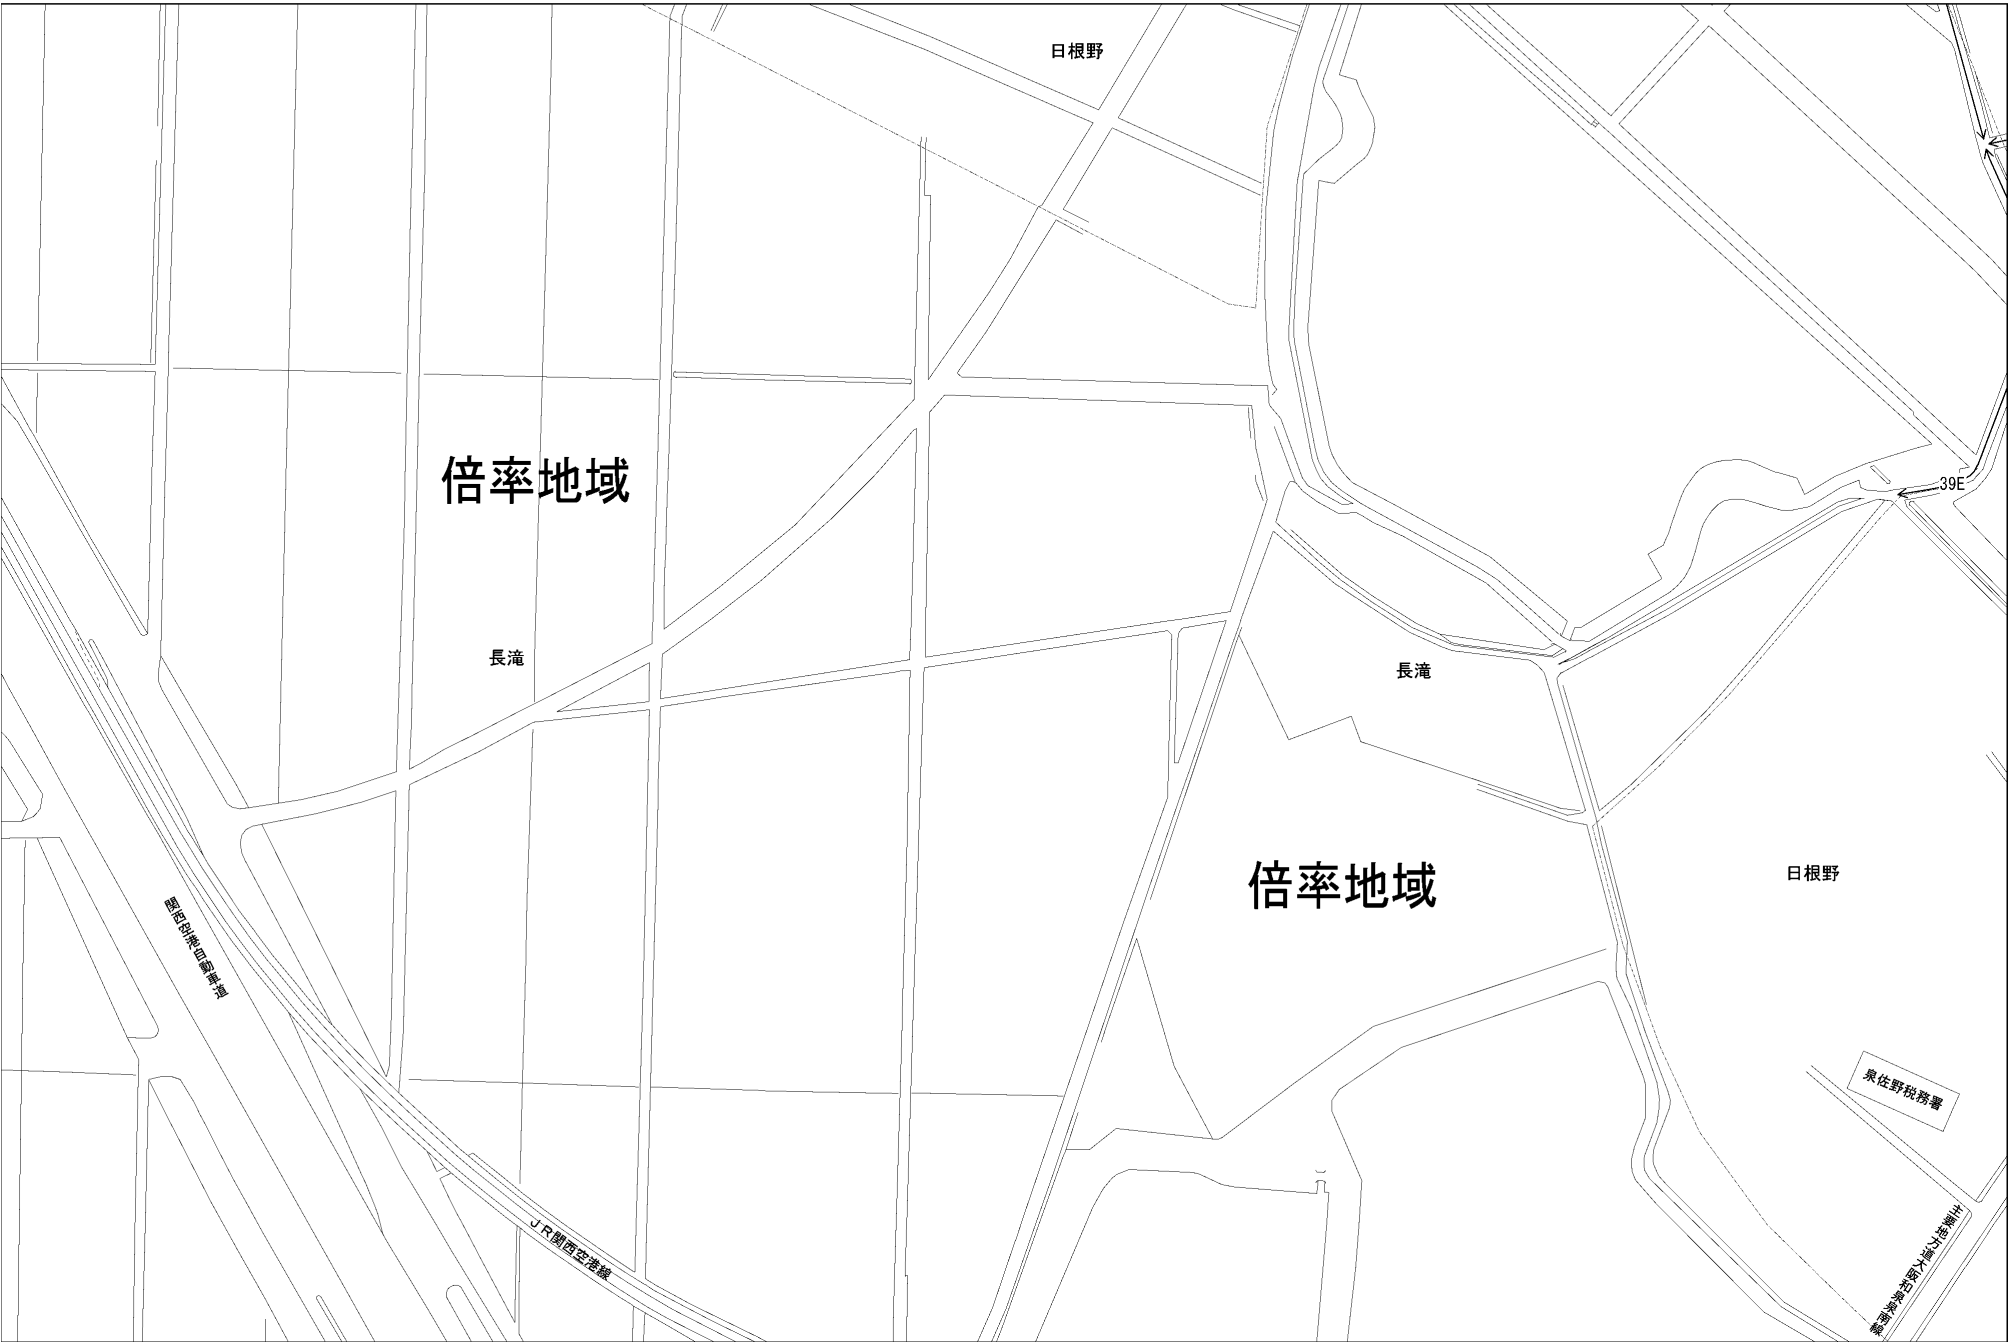 日根野
倍率地域
39E
長滝
長滝
倍率地域
日根野
関西空港自動車道
泉佐野税務署
JR関西空港線
主要地方道大阪和泉泉南線